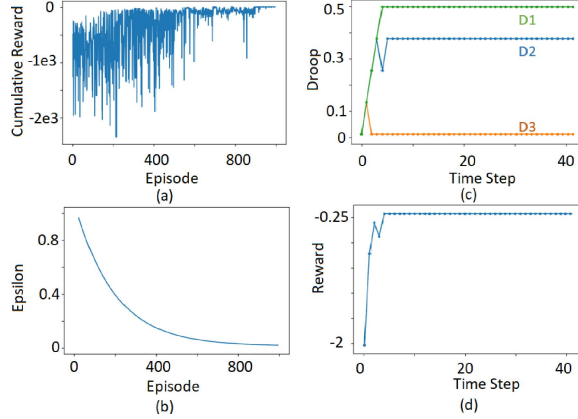 0
-1e3
-2e3
Cumulative Reward
0 400 800
Episode
(a)
0.5
0.3
0.1
0
Droop
D1
D2
D3
0 20 40
Time Step
(c)
0.8
0.4
0
Epsilon
0 400 800
Episode
(b)
-0.25
-2
Reward
0 20 40
Time Step
(d)